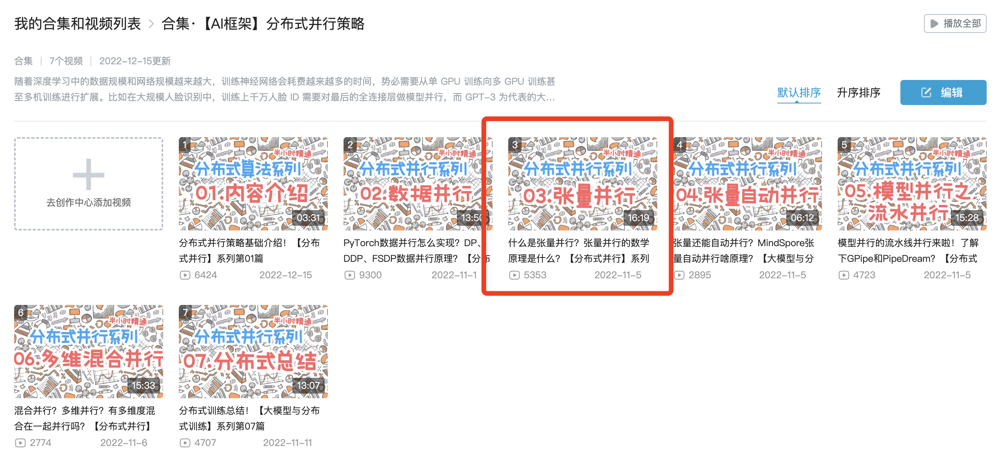 我的合集和视频列表 > 合集·【AI框架】分布式并行策略
播放全部
合集 | 7个视频 | 2022-12-15更新
随着深度学习中的数据规模和网络规模越来越大，训练神经网络会耗费越来越多的时间，势必需要从单 GPU 训练向多 GPU 训练甚
至多机训练进行扩展。比如在大规模人脸识别中，训练上千万人脸 ID 需要对最后的全连接层做模型并行，而 GPT-3 为代表的大...
默认排序
升序排序
编辑
去创作中心添加视频
1
半小时精通
分布式算法系列
01.内容介绍
03:31
分布式并行策略基础介绍！【分布
式并行】系列第01篇
6424 2022-12-15
2
半小时精通
分布式并行系列
02.数据并行
13:50
PyTorch数据并行怎么实现？DP、
DDP、FSDP数据并行原理？【分布
9300 2022-11-1
3
半小时精通
分布式并行系列
03.张量并行
16:19
什么是张量并行？张量并行的数学
原理是什么？【分布式并行】系列
5353 2022-11-5
4
半小时精通
分布式并行系列
04.张量自动并行
06:12
张量还能自动并行？MindSpore张
量自动并行啥原理？【大模型与分
2895 2022-11-5
5
半小时精通
分布式并行系列
05.模型并行之
流水并行
15:28
模型并行的流水线并行来啦！了解
下GPipe和PipeDream？【分布式
4723 2022-11-5
6
半小时精通
分布式并行系列
06.多维混合并行
15:33
混合并行？多维并行？有多维度混
合在一起并行吗？【分布式并行】
2774 2022-11-6
7
半小时精通
分布式并行系列
07.分布式总结
13:07
分布式训练总结！【大模型与分布
式训练】系列第07篇
4707 2022-11-11